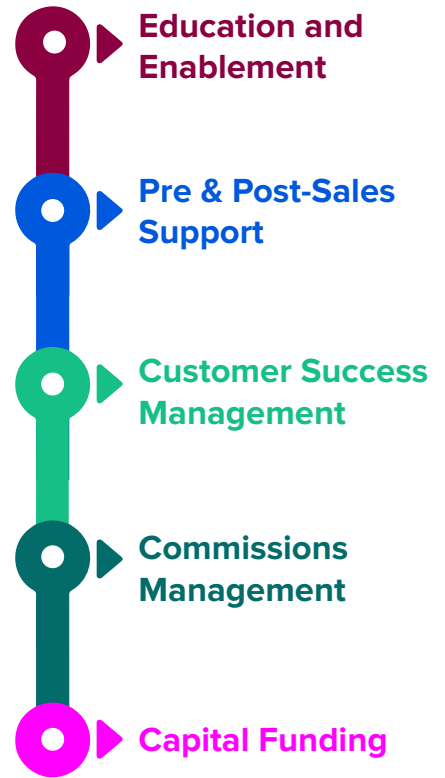 Education and
Enablement
Pre & Post-Sales
Support
Customer Success
Management
Commissions
Management
Capital Funding